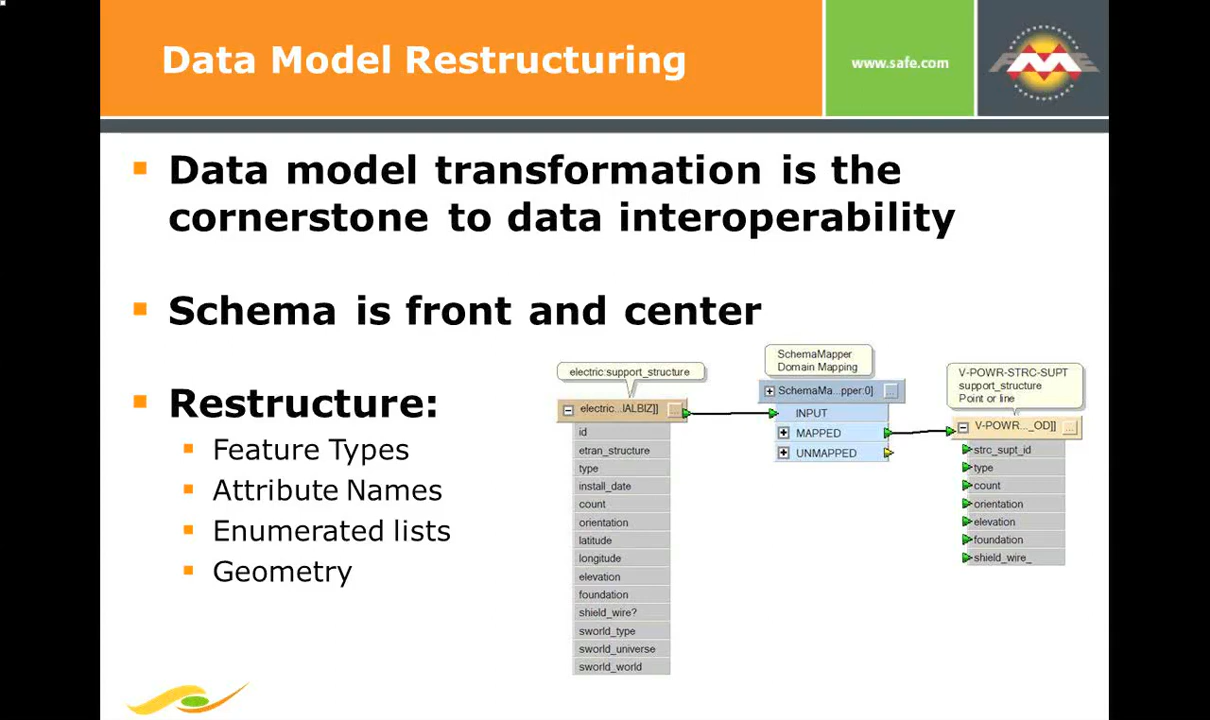 Data Model Restructuring
www.safe.com
FME
Data model transformation is the
cornerstone to data interoperability
Schema is front and center
Restructure:
Feature Types
Attribute Names
Enumerated lists
Geometry
electric:support_structure
electric...IALBIZ]]
...
id
etran_structure
type
install_date
count
orientation
latitude
longitude
elevation
foundation
shield_wire?
sworld_type
sworld_universe
sworld_world
SchemaMapper
Domain Mapping
SchemaMa...pper:0]
...
INPUT
MAPPED
UNMAPPED
V-POWR-STRC-SUPT
support_structure
Point or line
V-POWR..._OD]]
...
strc_supt_id
type
count
orientation
elevation
foundation
shield_wire_